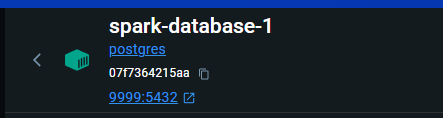 spark-database-1
postgres
07f7364215aa
9999:5432